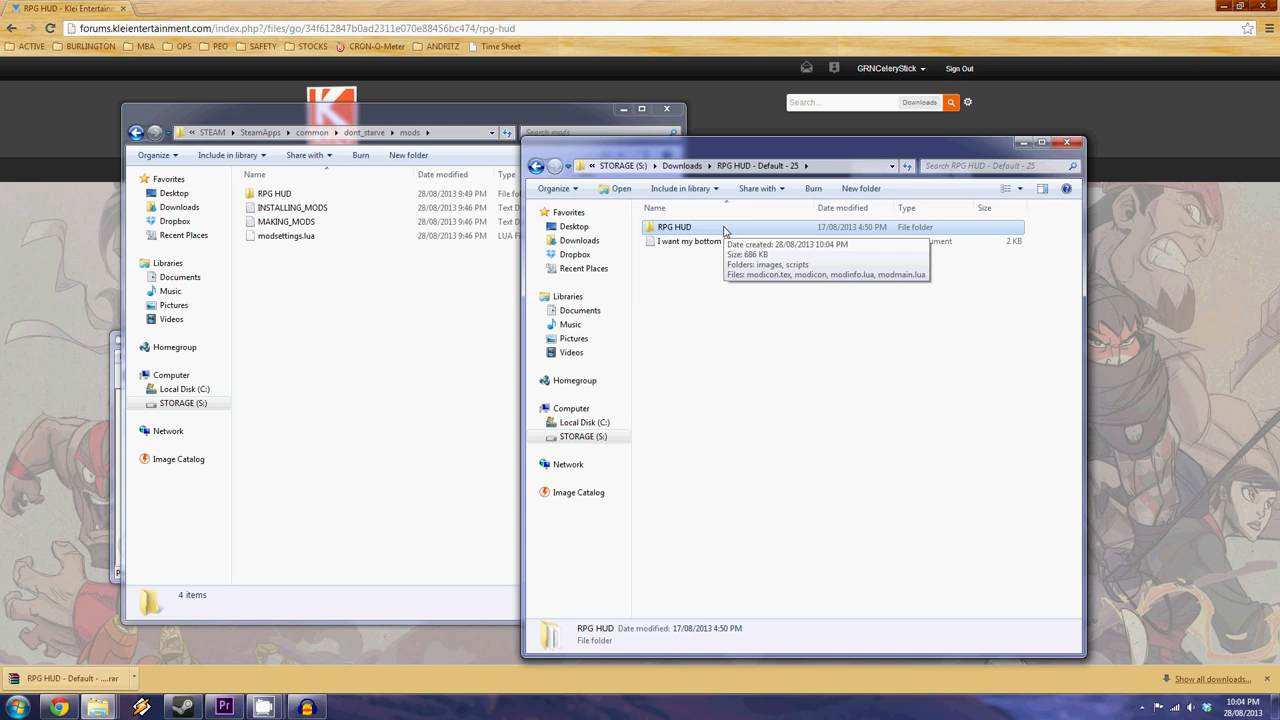 RPG HUD - Klei Entertainm
forums.kleientertainment.com/index.php?/files/go/34f612847b0ad2311e070e88456bc474/rpg-hud
ACTIVE BURLINGTON MBA OPS PEO SAFETY STOCKS CRON-O-Meter ANDRITZ Time Sheet
GRNCeleryStick Sign Out
Search... Downloads
STEAM SteamApps common dont_starve mods Search mods
Organize Include in library Share with Burn New folder
Name Date modified Type
Favorites
Desktop
Downloads
Dropbox
Recent Places
Libraries
Documents
Music
Pictures
Videos
Homegroup
Computer
Local Disk (C:)
STORAGE (S:)
Network
Image Catalog
RPG HUD 28/08/2013 9:49 PM File fo
INSTALLING_MODS 28/08/2013 9:46 PM Text D
MAKING_MODS 28/08/2013 9:46 PM Text D
modsettings.lua 28/08/2013 9:46 PM LUA F
4 items
STORAGE (S:) Downloads RPG HUD - Default - 25 Search RPG HUD - Default - 25
Organize Open Include in library Share with Burn New folder
Name Date modified Type Size
Favorites
Desktop
Downloads
Dropbox
Recent Places
Libraries
Documents
Music
Pictures
Videos
Homegroup
Computer
Local Disk (C:)
STORAGE (S:)
Network
Image Catalog
RPG HUD 17/08/2013 4:50 PM File folder
I want my bottom ument 2 KB
Date created: 28/08/2013 10:04 PM
Size: 686 KB
Folders: images, scripts
Files: modicon.tex, modicon, modinfo.lua, modmain.lua
RPG HUD Date modified: 17/08/2013 4:50 PM
File folder
RPG HUD - Default - ....rar Show all downloads...
Pr
10:04 PM
28/08/2013